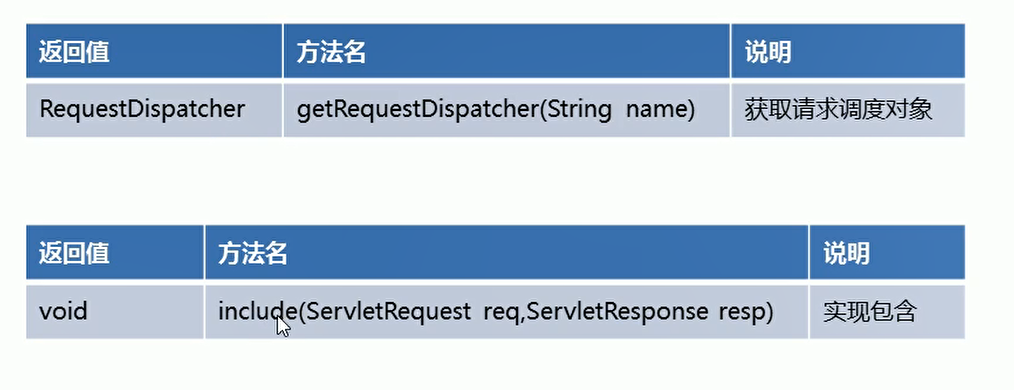 返回值 方法名 说明
RequestDispatcher getRequestDispatcher(String name) 获取请求调度对象
返回值 方法名 说明
void include(ServletRequest req,ServletResponse resp) 实现包含